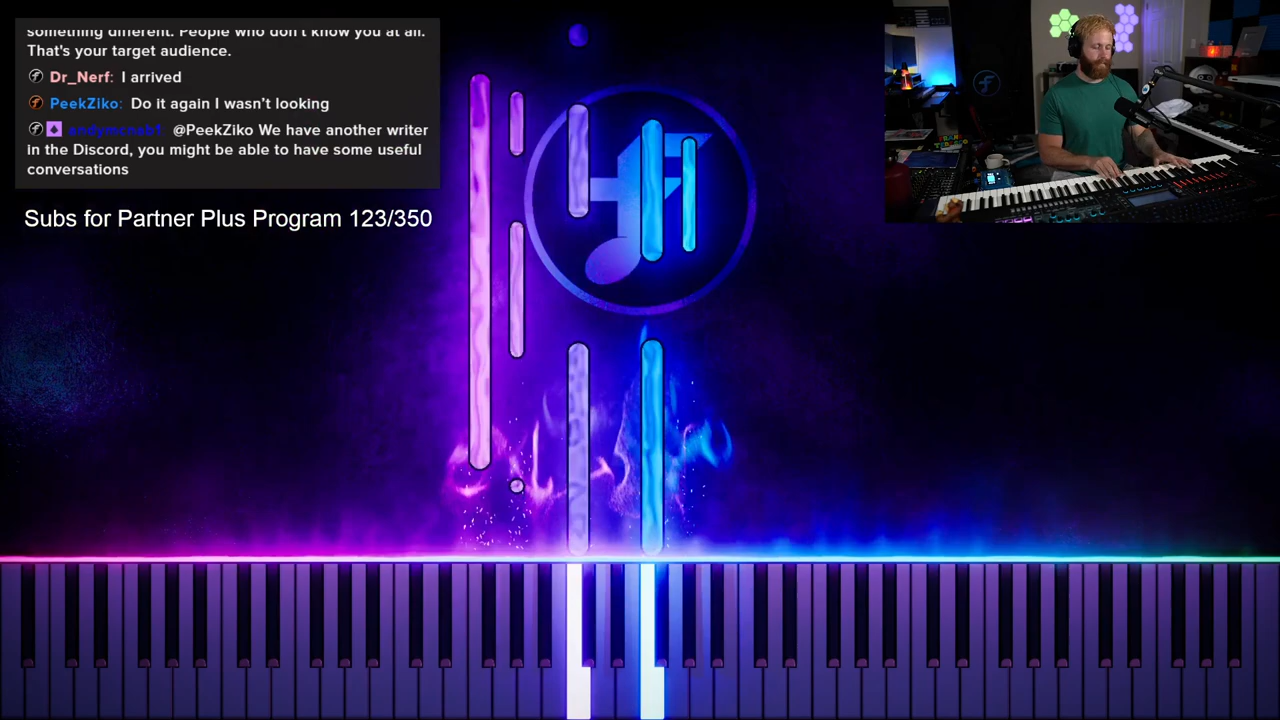 something different. People who don't know you at all.
That's your target audience.
Dr_Nerf: I arrived
PeekZiko: Do it again I wasn't looking
andymcnab1: @PeekZiko We have another writer
in the Discord, you might be able to have some useful
conversations
Subs for Partner Plus Program 123/350